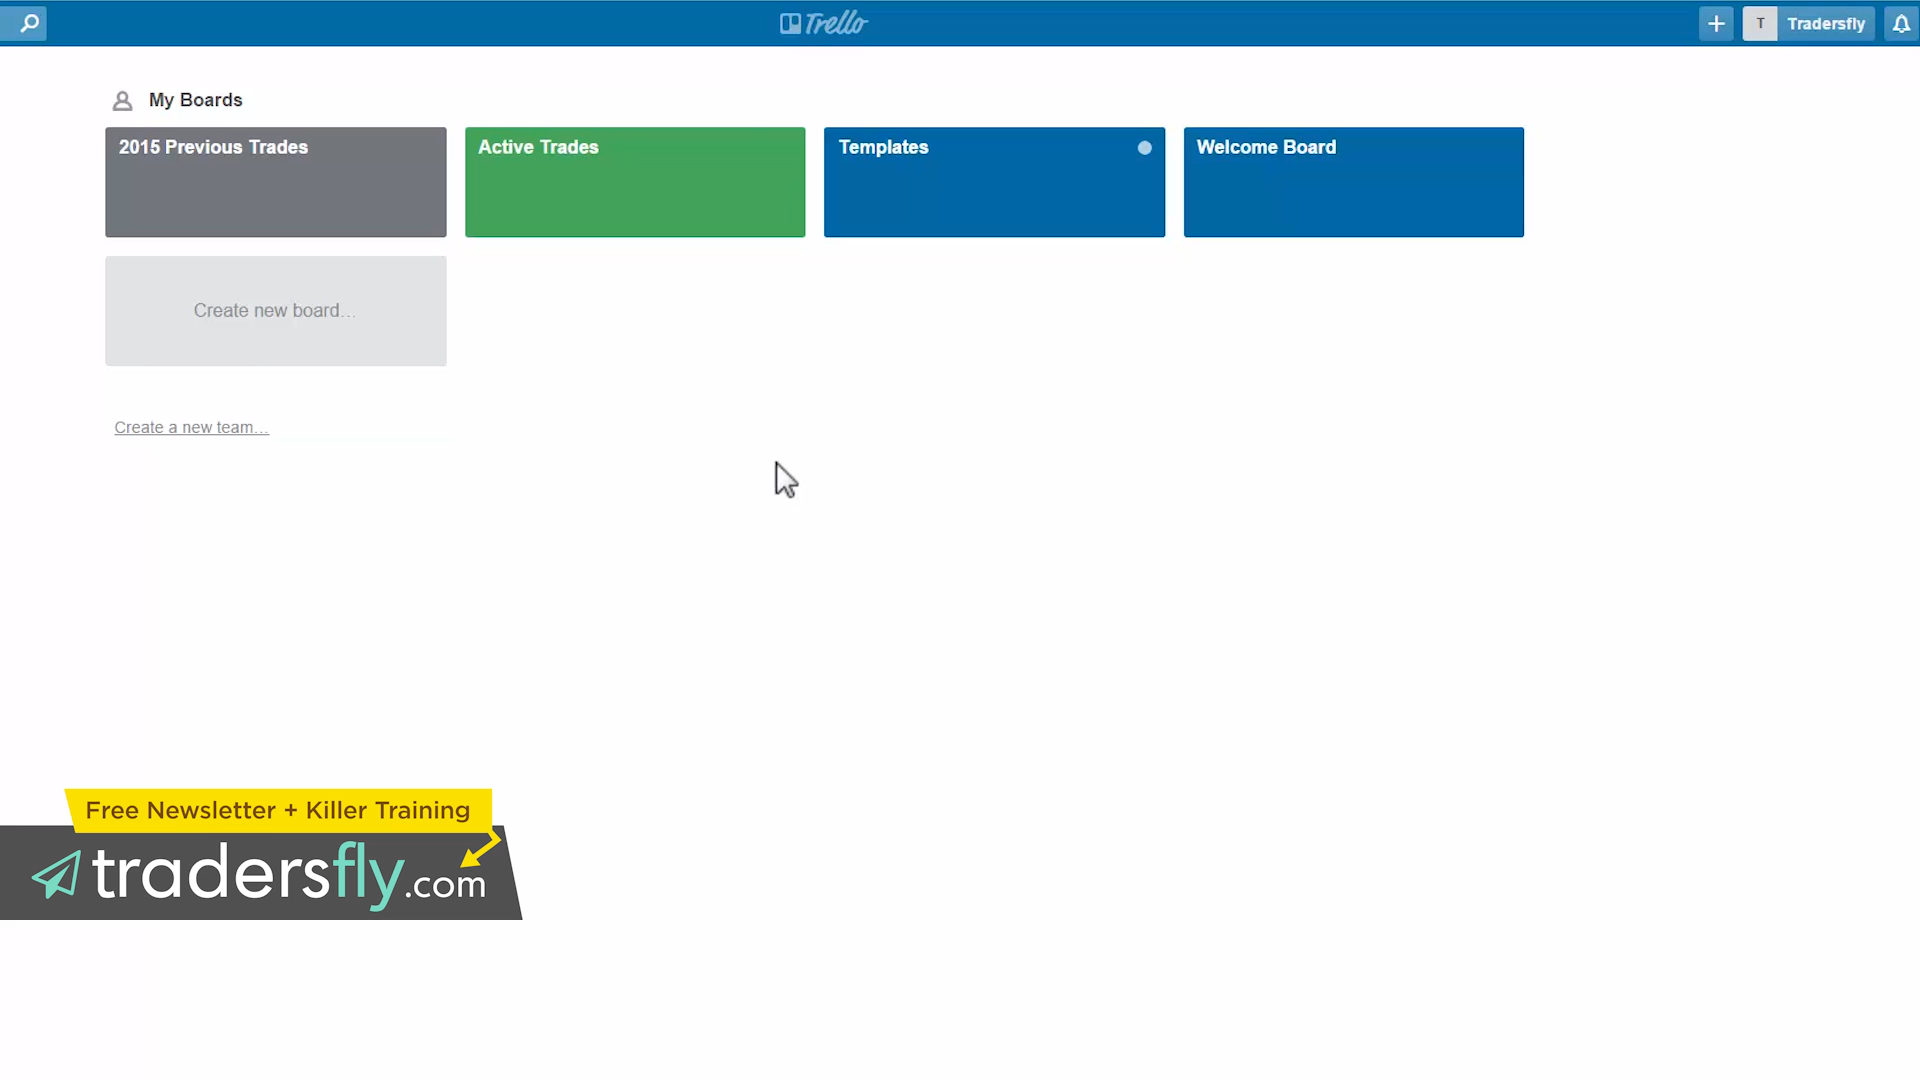 Trello
T Tradersfly
My Boards
2015 Previous Trades
Active Trades
Templates
Welcome Board
Create new board…
Create a new team…
Free Newsletter + Killer Training
tradersfly.com